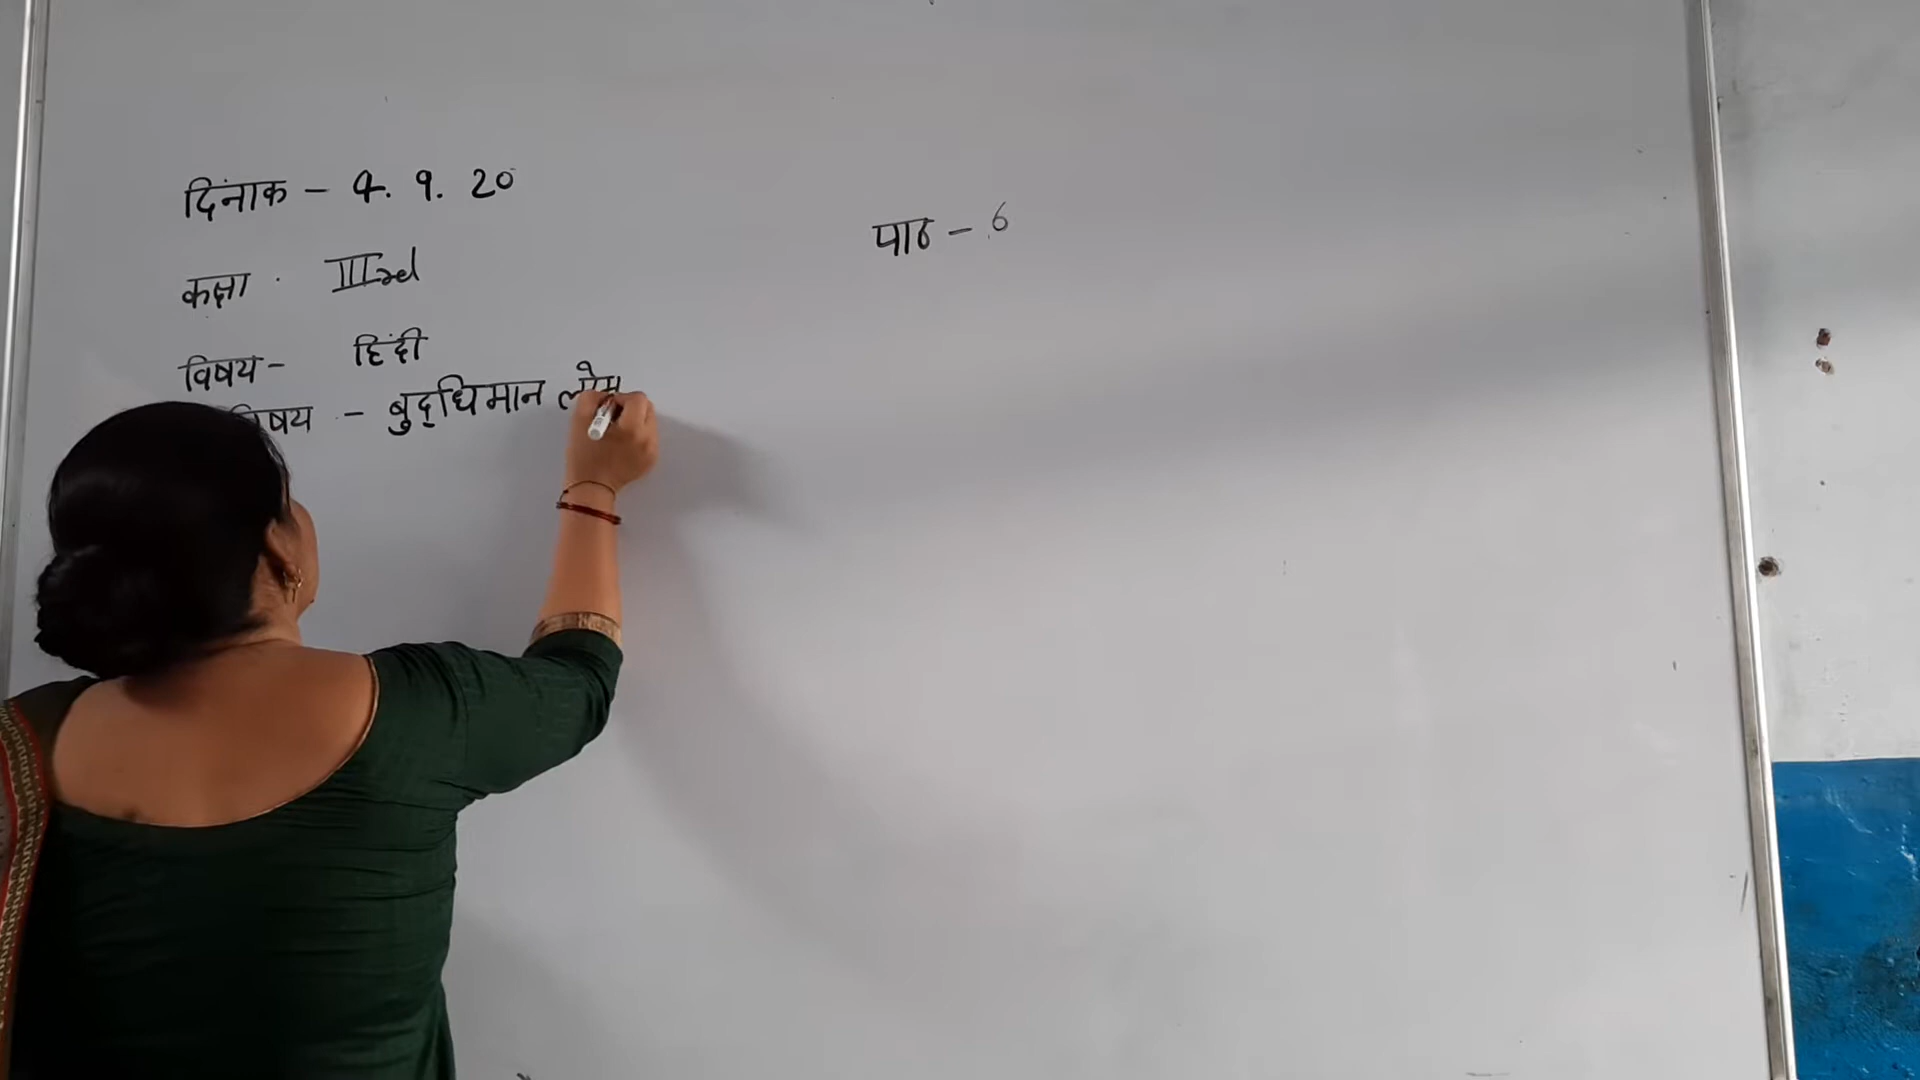 दिंनाक - 4. 9. 20
पाठ - 6
कक्षा . IIIrd
विषय - हिंदी
विषय - बुद्धिमान